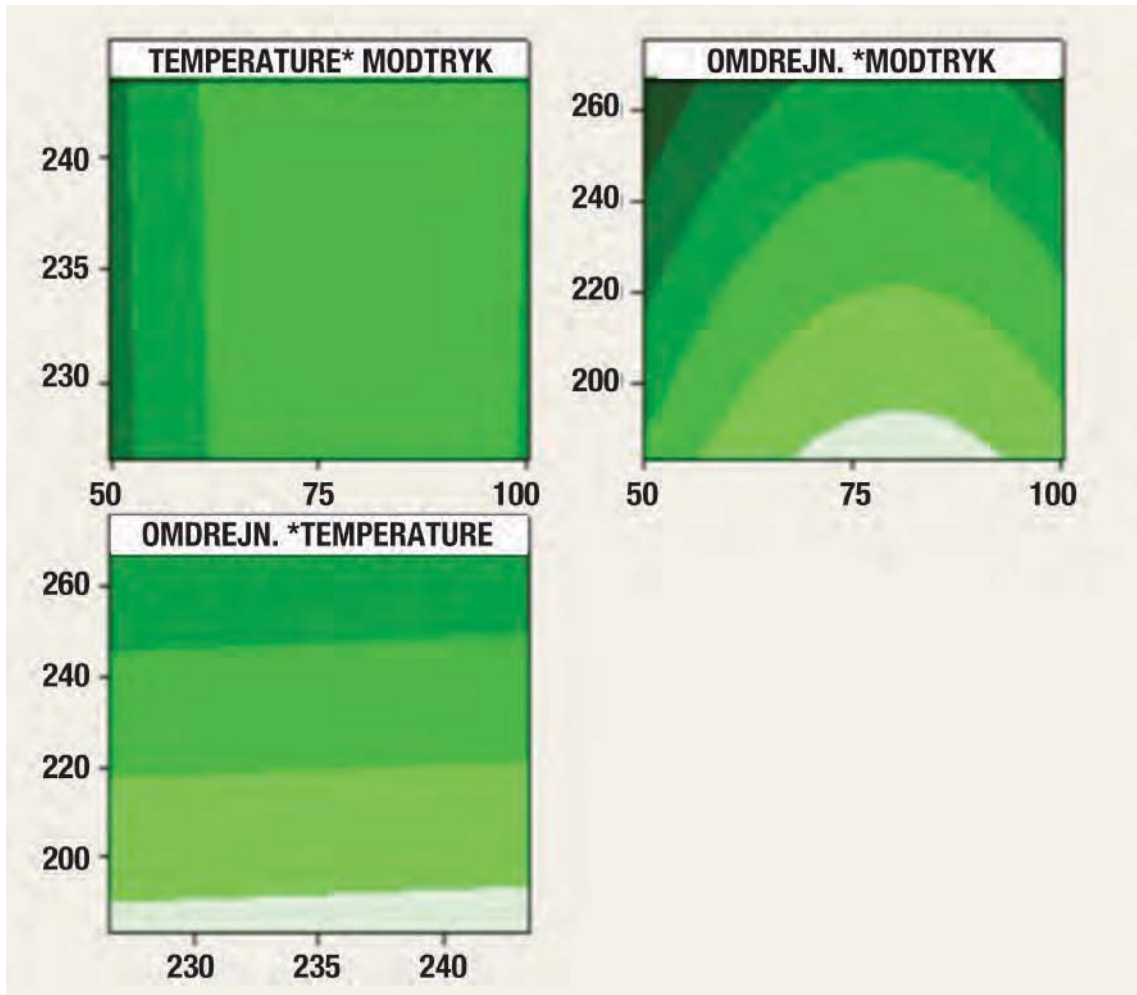 TEMPERATURE* MODTRYK
240
235
230
50 75 100
OMDREJN. *MODTRYK
260
240
220
200
50 75 100
OMDREJN. *TEMPERATURE
260
240
220
200
230 235 240